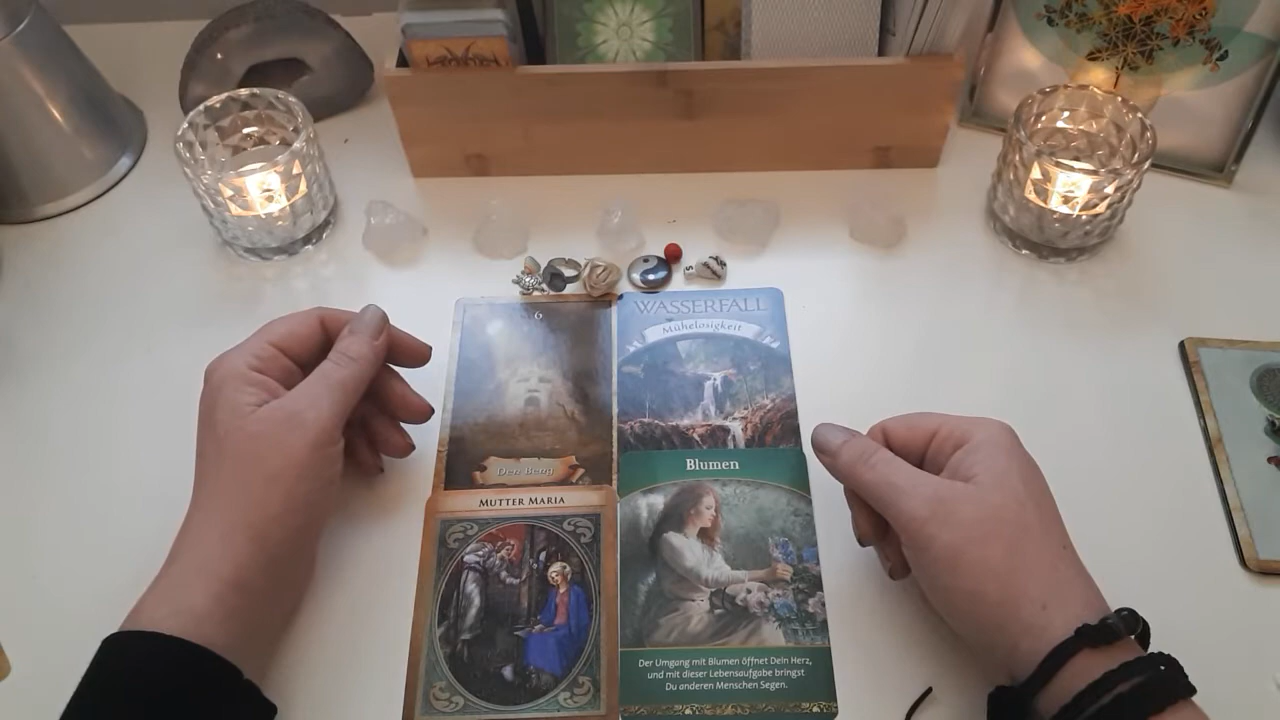 6
Der Berg
WASSERFALL
Mühelosigkeit
MUTTER MARIA
Blumen
Der Umgang mit Blumen öffnet Dein Herz,
und mit dieser Lebensaufgabe bringst
Du anderen Menschen Segen.